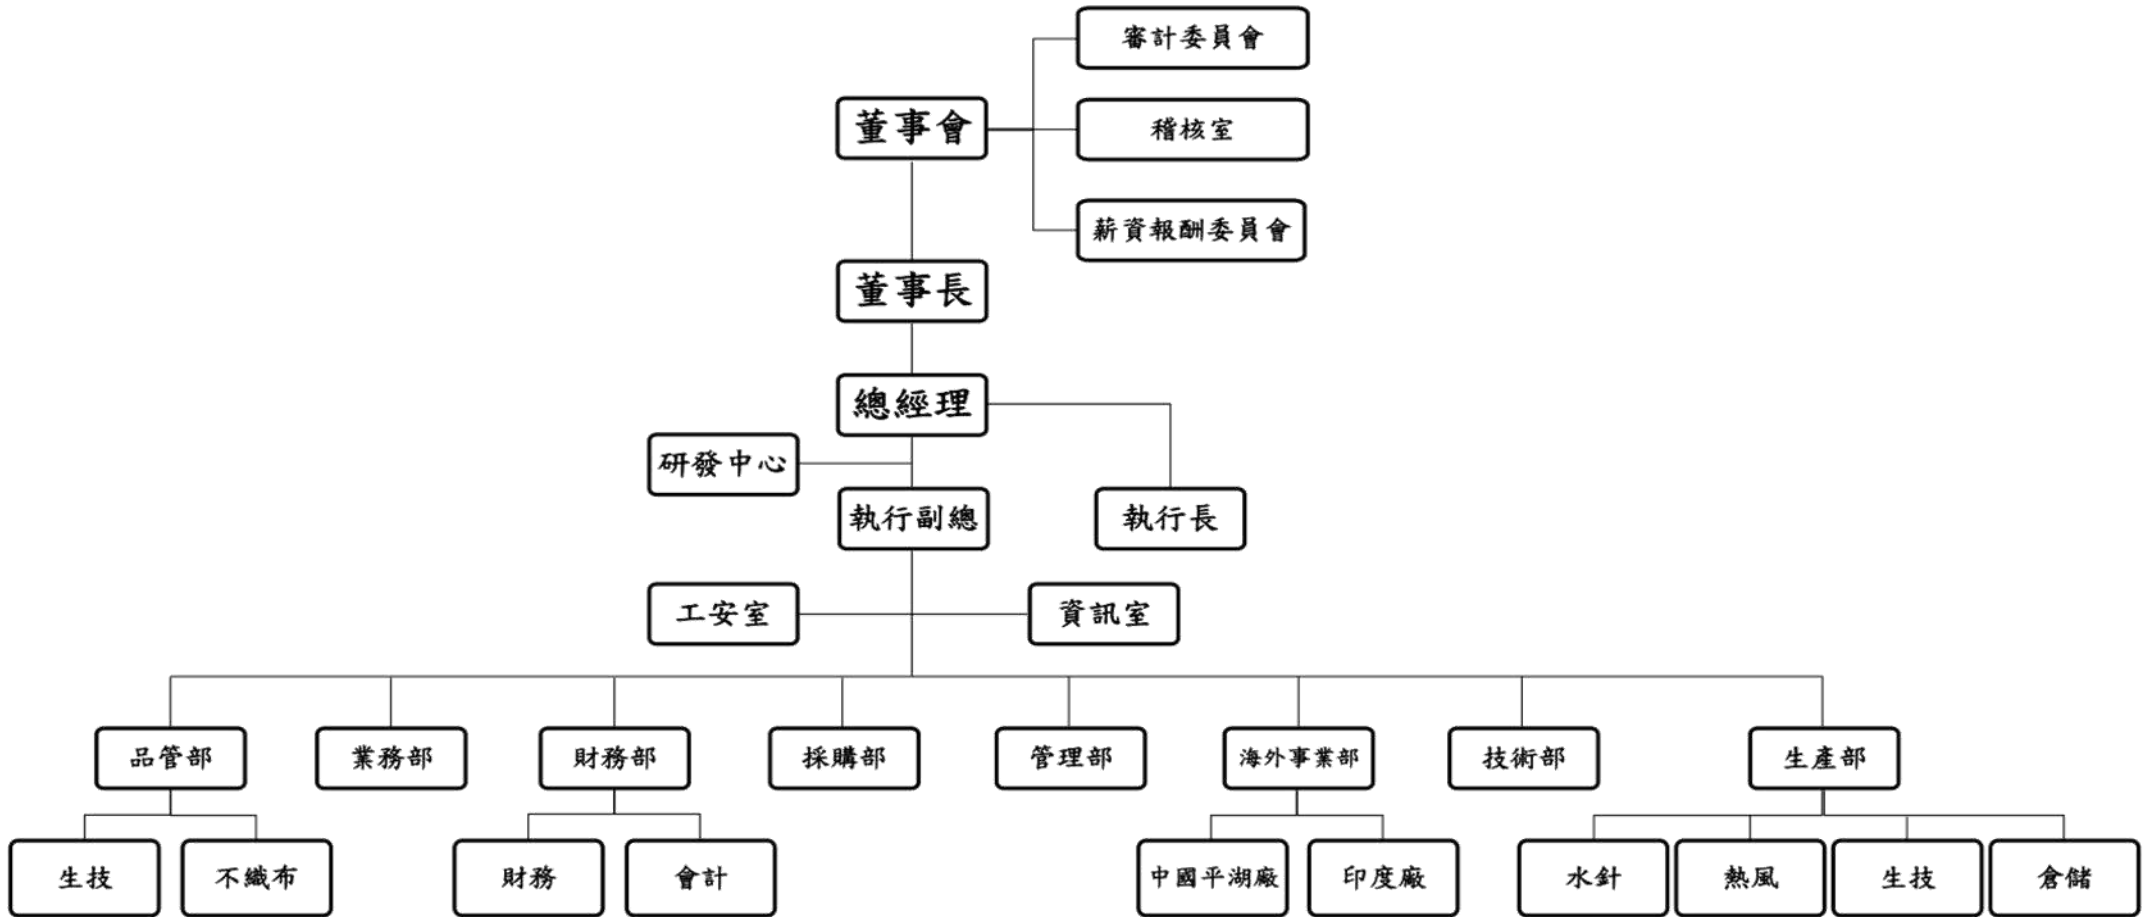 審計委員會
董事會
稽核室
薪資報酬委員會
董事長
總經理
研發中心
執行副總
執行長
工安室
資訊室
品管部
業務部
財務部
採購部
管理部
海外事業部
技術部
生產部
生技
不織布
財務
會計
中國平湖廠
印度廠
水針
熱風
生技
倉儲